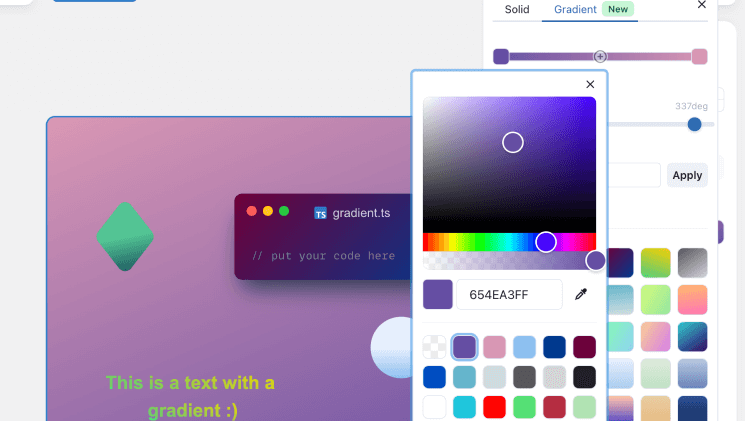 Solid
Gradient
New
337deg
Apply
TS gradient.ts
// put your code here
654EA3FF
This is a text with a
gradient :)